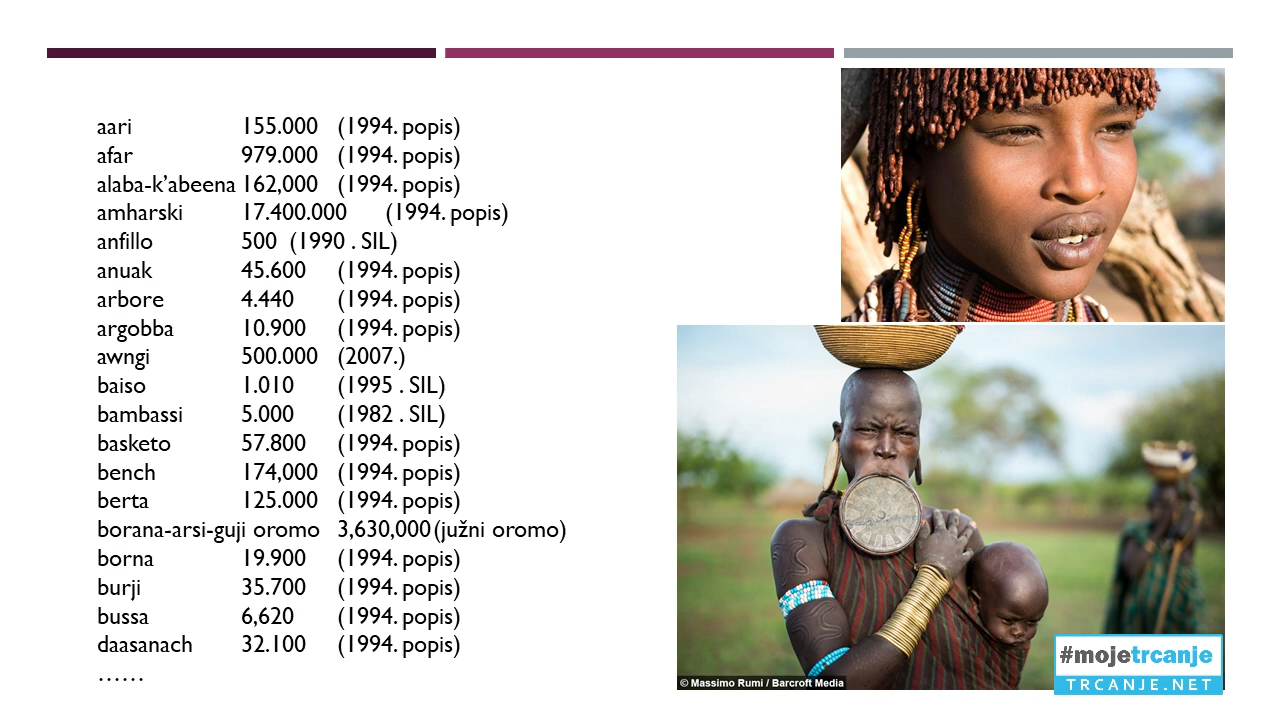 aari 155.000 (1994. popis)
afar 979.000 (1994. popis)
alaba-k’abeena 162,000 (1994. popis)
amharski 17.400.000 (1994. popis)
anfillo 500 (1990 . SIL)
anuak 45.600 (1994. popis)
arbore 4.440 (1994. popis)
argobba 10.900 (1994. popis)
awngi 500.000 (2007.)
baiso 1.010 (1995 . SIL)
bambassi 5.000 (1982 . SIL)
basketo 57.800 (1994. popis)
bench 174,000 (1994. popis)
berta 125.000 (1994. popis)
borana-arsi-guji oromo 3,630,000 (južni oromo)
borna 19.900 (1994. popis)
burji 35.700 (1994. popis)
bussa 6,620 (1994. popis)
daasanach 32.100 (1994. popis)
……
© Massimo Rumi / Barcroft Media
#mojetrcanje
TRCANJE.NET